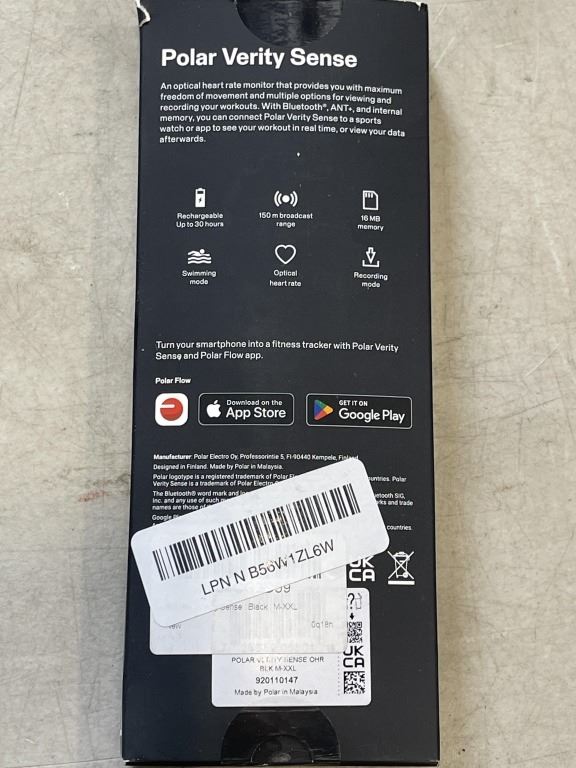 Polar Verity Sense
An optical heart rate monitor that provides you with maximum
freedom of movement and multiple options for viewing and
recording your workouts. With Bluetooth®, ANT+, and internal
memory, you can connect Polar Verity Sense to a sports
watch or app to see your workout in real time, or view your data
afterwards.
Rechargeable
Up to 30 hours
150 m broadcast
range
16 MB
memory
Swimming
mode
Optical
heart rate
Recording
mode
Turn your smartphone into a fitness tracker with Polar Verity
Sense and Polar Flow app.
Polar Flow
Download on the
App Store
GET IT ON
Google Play
Manufacturer: Polar Electro Oy, Professorintie 5, FI-90440 Kempele, Finland
Designed in Finland. Made by Polar in Malaysia.
Polar logotype is a registered trademark of Polar countries. Polar
Verity Sense is a trademark of Polar Electro
The Bluetooth® word mark and SIG,
Inc. and any use of such and trade
names are those of
Google countries.
LPN N B56W1ZL6W
UK
CA
Sense Black M-XXL
POLAR VERITY SENSE OHR
BLK M-XXL
920110147
Made by Polar in Malaysia
UK
CA